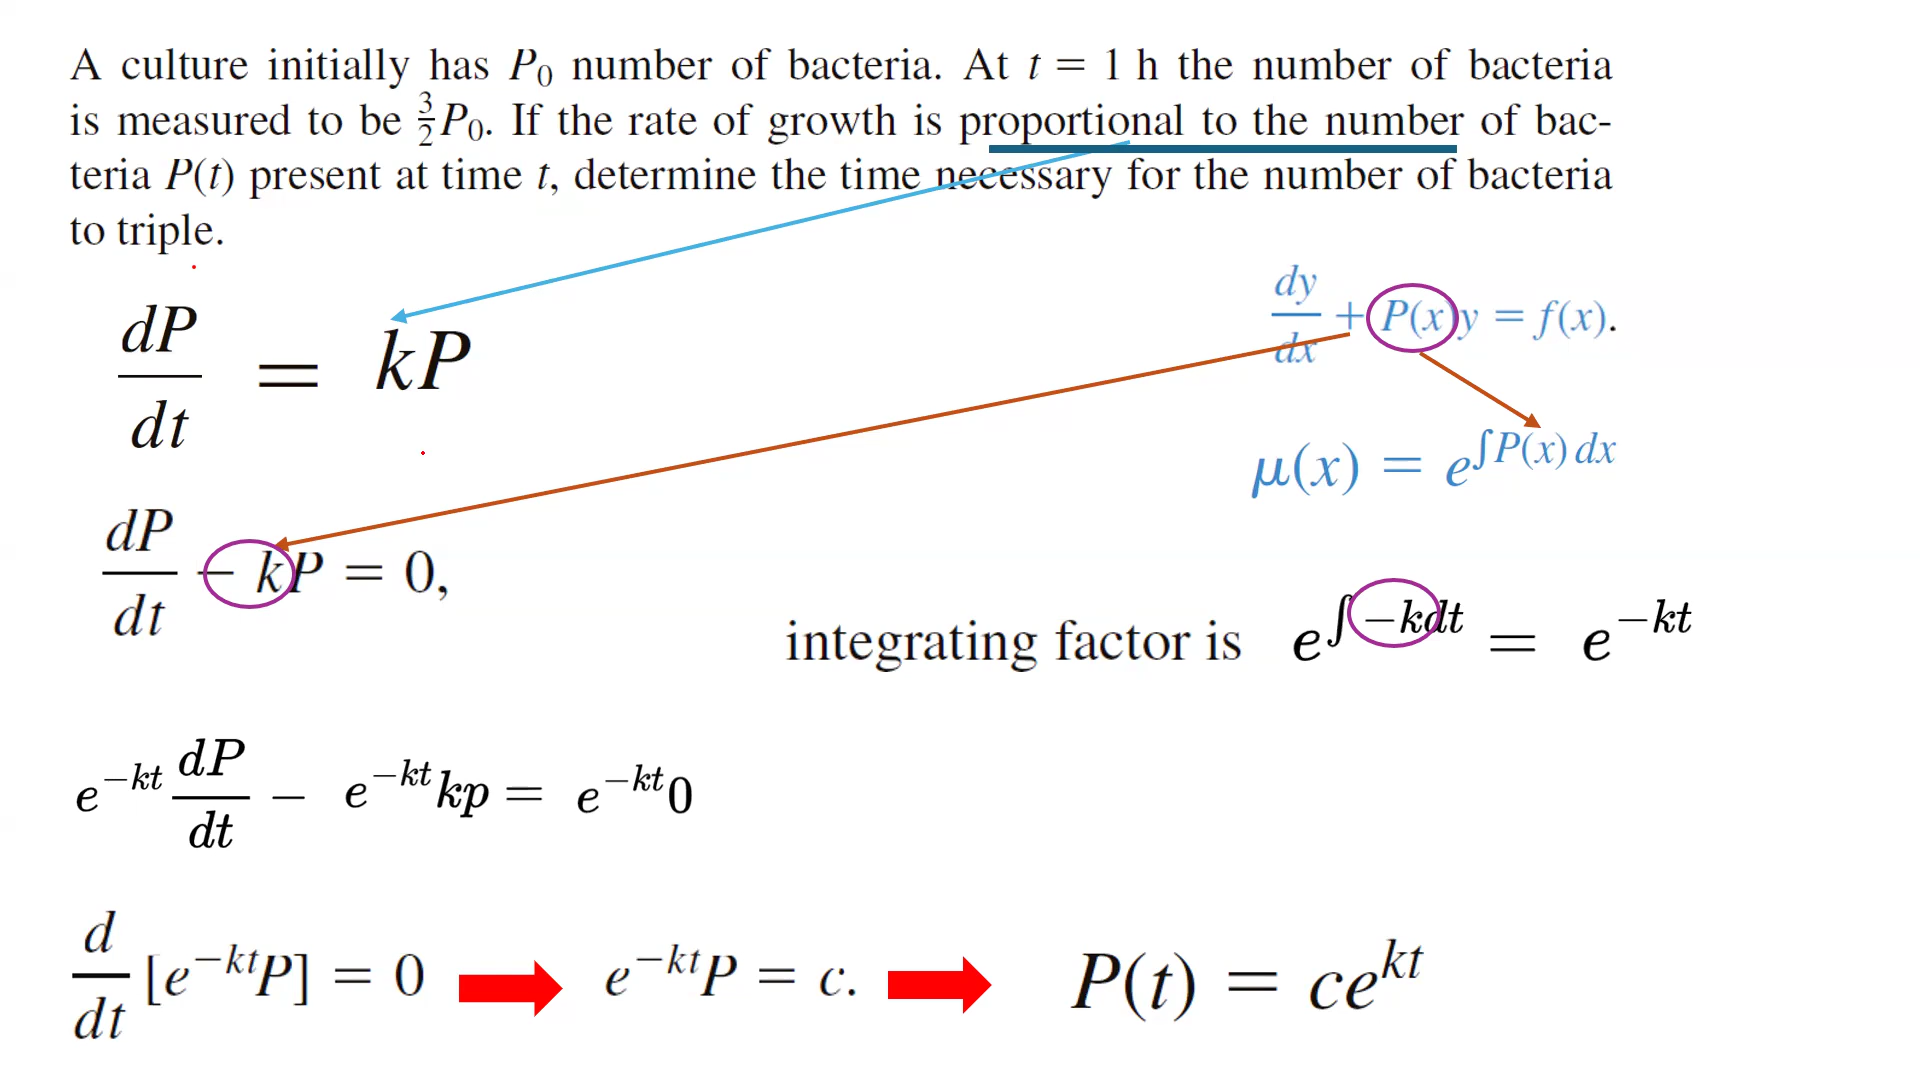 A culture initially has P₀ number of bacteria. At t = 1 h the number of bacteria
is measured to be 3/2 P₀. If the rate of growth is proportional to the number of bac-
teria P(t) present at time t, determine the time necessary for the number of bacteria
to triple.
dP/dt = kP
dy/dx + P(x)y = f(x).
μ(x) = e^{∫P(x) dx}
dP/dt − kP = 0,
integrating factor is e^{∫−kdt} = e^{−kt}
e^{−kt} dP/dt − e^{−kt} kp = e^{−kt} 0
d/dt [e^{−kt}P] = 0 e^{−kt}P = c. P(t) = ce^{kt}